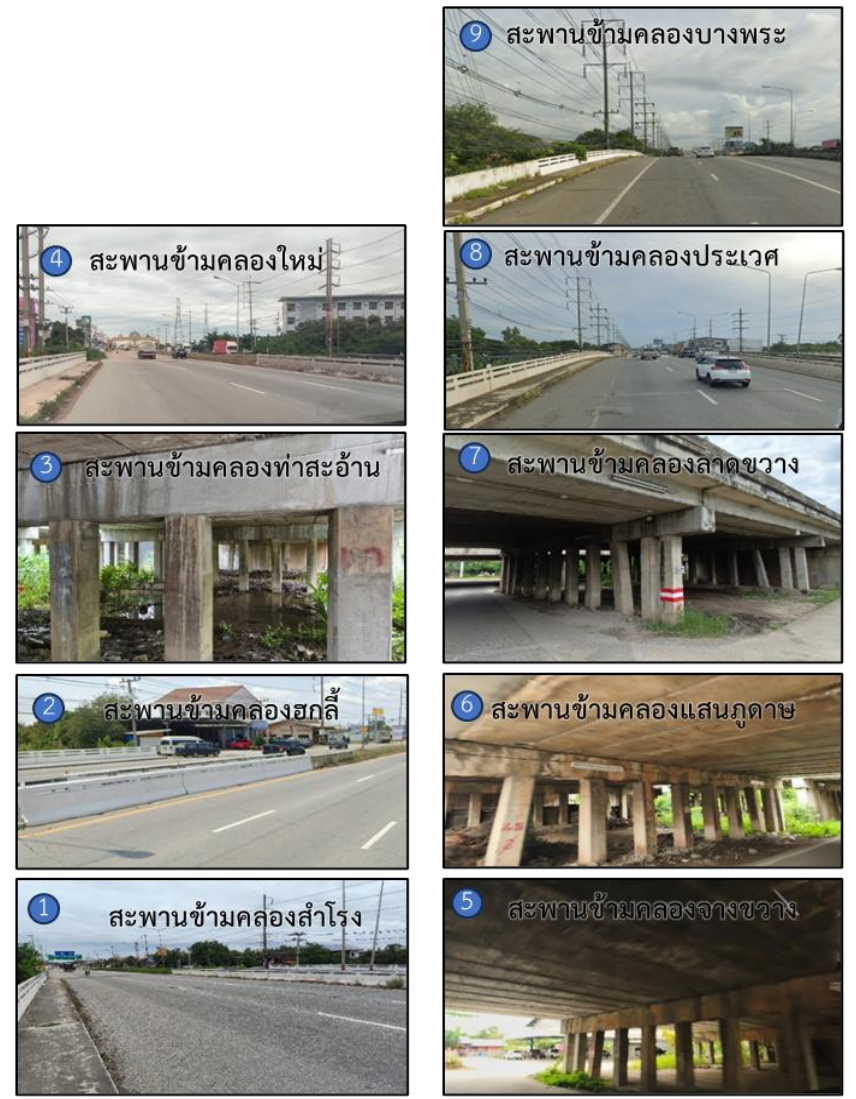 9 สะพานข้ามคลองบางพระ
4 สะพานข้ามคลองใหม่
8 สะพานข้ามคลองประเวศ
3 สะพานข้ามคลองท่าสะอ้าน
7 สะพานข้ามคลองลาดขวาง
2 สะพานข้ามคลองฮกลี้
6 สะพานข้ามคลองแสนภูดาษ
1 สะพานข้ามคลองสำโรง
5 สะพานข้ามคลองจางขวาง